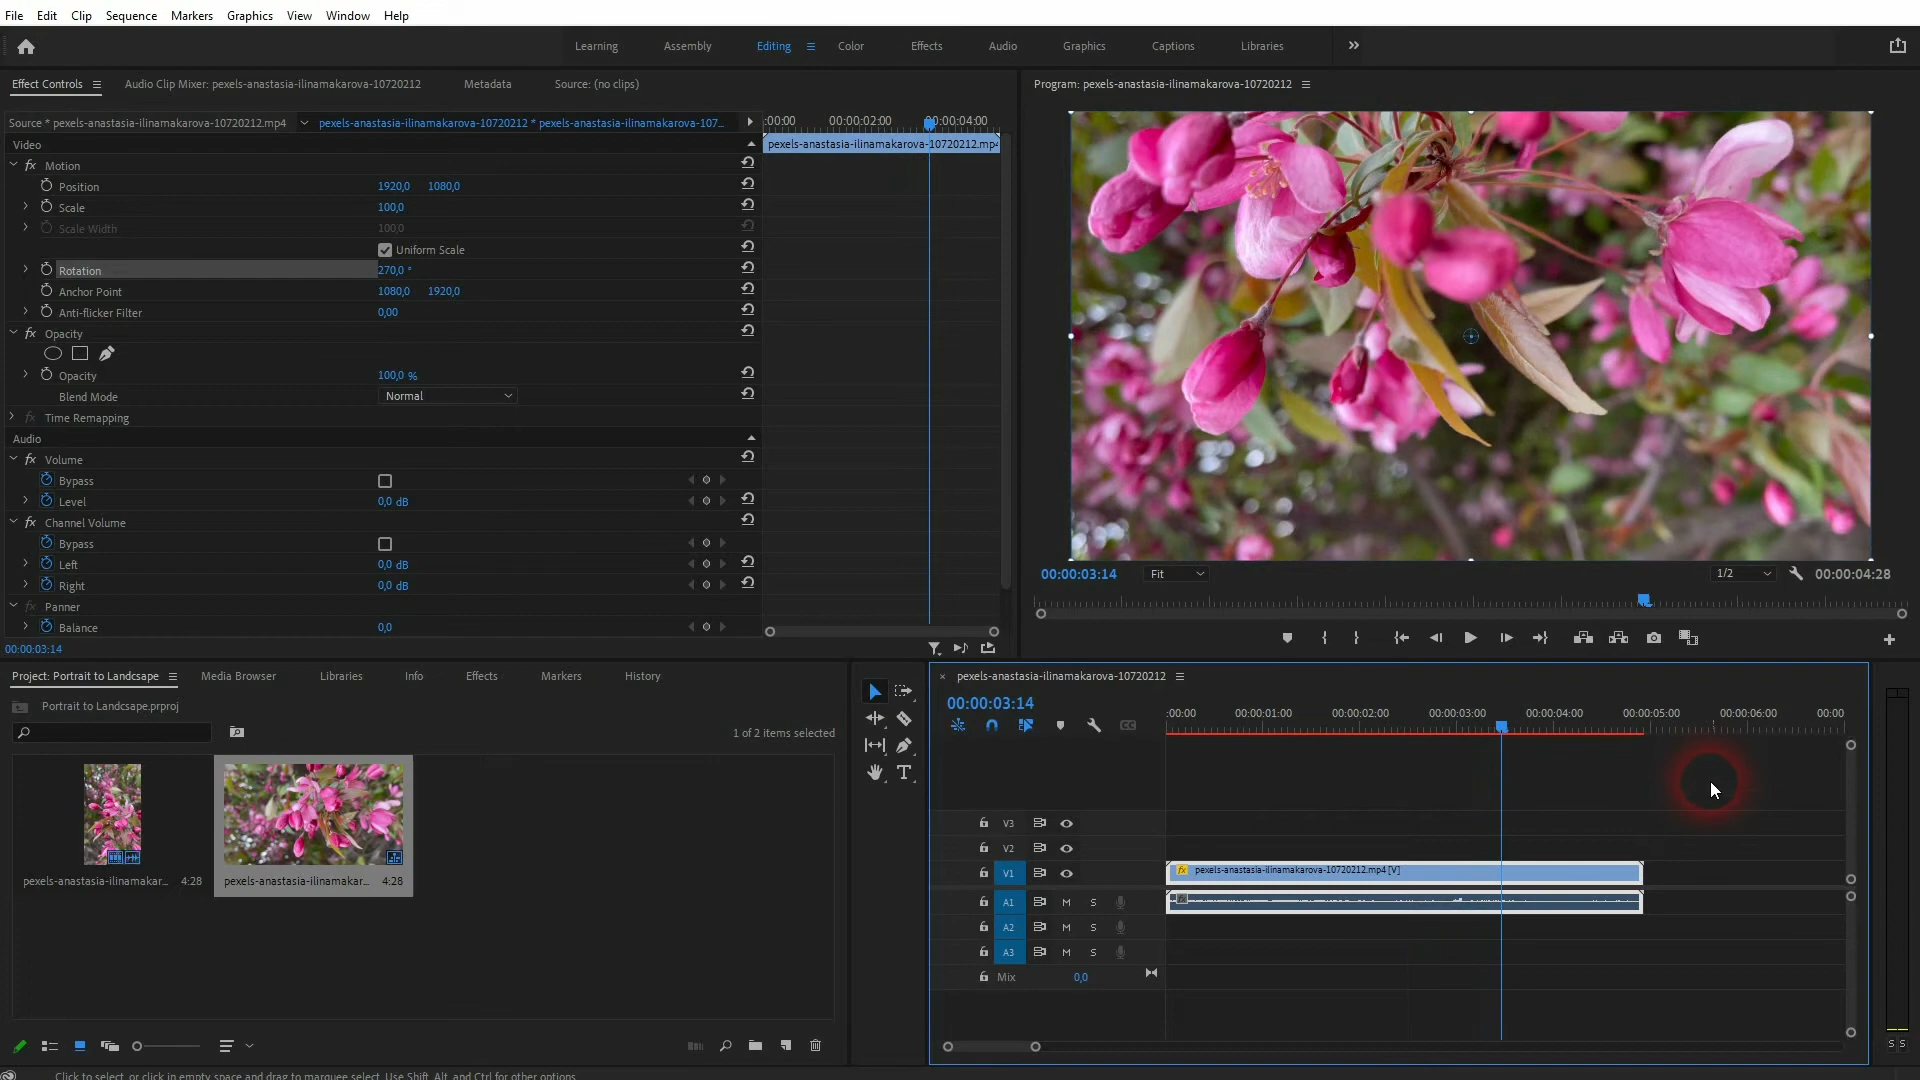 File Edit Clip Sequence Markers Graphics View Window Help
Learning Assembly Editing Color Effects Audio Graphics Captions Libraries
Effect Controls Audio Clip Mixer: pexels-anastasia-ilinamakarova-10720212 Metadata Source: (no clips)
Program: pexels-anastasia-ilinamakarova-10720212
Source * pexels-anastasia-ilinamakarova-10720212.mp4 pexels-anastasia-ilinamakarova-10720212 * pexels-anastasia-ilinamakarova-107...
:00:00 00:00:02:00 00:00:04:00
Video
pexels-anastasia-ilinamakarova-10720212.mp4
fx Motion
Position 1920,0 1080,0
Scale 100,0
Scale Width 100,0
Uniform Scale
Rotation 270,0 °
Anchor Point 1080,0 1920,0
Anti-flicker Filter 0,00
fx Opacity
Opacity 100,0 %
Blend Mode Normal
fx Time Remapping
Audio
fx Volume
Bypass
Level 0,0 dB
fx Channel Volume
Bypass
Left 0,0 dB
Right 0,0 dB
fx Panner
Balance 0,0
00:00:03:14
00:00:03:14 Fit 1/2 00:00:04:28
Project: Portrait to Landcsape Media Browser Libraries Info Effects Markers History
Portrait to Landcsape.prproj
1 of 2 items selected
pexels-anastasia-ilinamakar... 4:28
pexels-anastasia-ilinamakar... 4:28
pexels-anastasia-ilinamakarova-10720212
00:00:03:14
:00:00 00:00:01:00 00:00:02:00 00:00:03:00 00:00:04:00 00:00:05:00 00:00:06:00 00:00
V3
V2
V1 fx pexels-anastasia-ilinamakarova-10720212.mp4 [V]
A1 M S
A2 M S
A3 M S
Mix 0,0
S S
Click to select, or click in empty space and drag to marquee select. Use Shift, Alt, and Ctrl for other options.